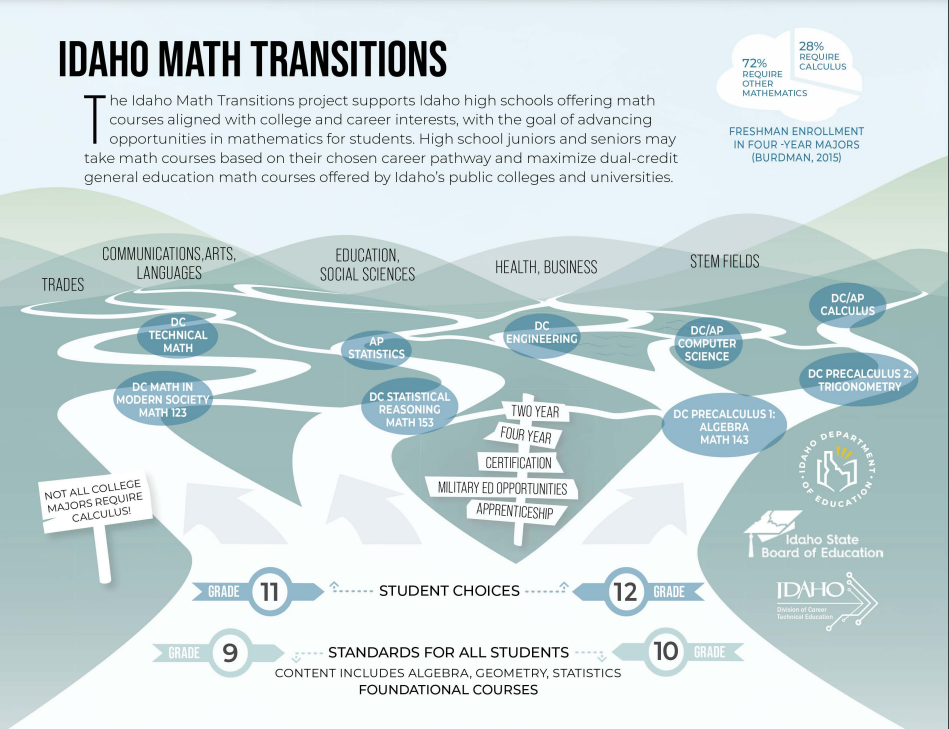 IDAHO MATH TRANSITIONS
The Idaho Math Transitions project supports Idaho high schools offering math
courses aligned with college and career interests, with the goal of advancing
opportunities in mathematics for students. High school juniors and seniors may
take math courses based on their chosen career pathway and maximize dual-credit
general education math courses offered by Idaho's public colleges and universities.
28%
REQUIRE
CALCULUS
72%
REQUIRE
OTHER
MATHEMATICS
FRESHMAN ENROLLMENT
IN FOUR -YEAR MAJORS
(BURDMAN, 2015)
TRADES
COMMUNICATIONS,ARTS,
LANGUAGES
EDUCATION,
SOCIAL SCIENCES
HEALTH, BUSINESS
STEM FIELDS
DC
TECHNICAL
MATH
AP
STATISTICS
DC
ENGINEERING
DC/AP
COMPUTER
SCIENCE
DC/AP
CALCULUS
DC MATH IN
MODERN SOCIETY
MATH 123
DC STATISTICAL
REASONING
MATH 153
DC PRECALCULUS 1:
ALGEBRA
MATH 143
DC PRECALCULUS 2:
TRIGONOMETRY
TWO YEAR
FOUR YEAR
CERTIFICATION
MILITARY ED OPPORTUNITIES
APPRENTICESHIP
NOT ALL COLLEGE
MAJORS REQUIRE
CALCULUS!
IDAHO DEPARTMENT
OF EDUCATION
Idaho State
Board of Education
IDAHO
Division of Career
Technical Education
GRADE 11
STUDENT CHOICES
12 GRADE
GRADE 9
STANDARDS FOR ALL STUDENTS
10 GRADE
CONTENT INCLUDES ALGEBRA, GEOMETRY, STATISTICS
FOUNDATIONAL COURSES